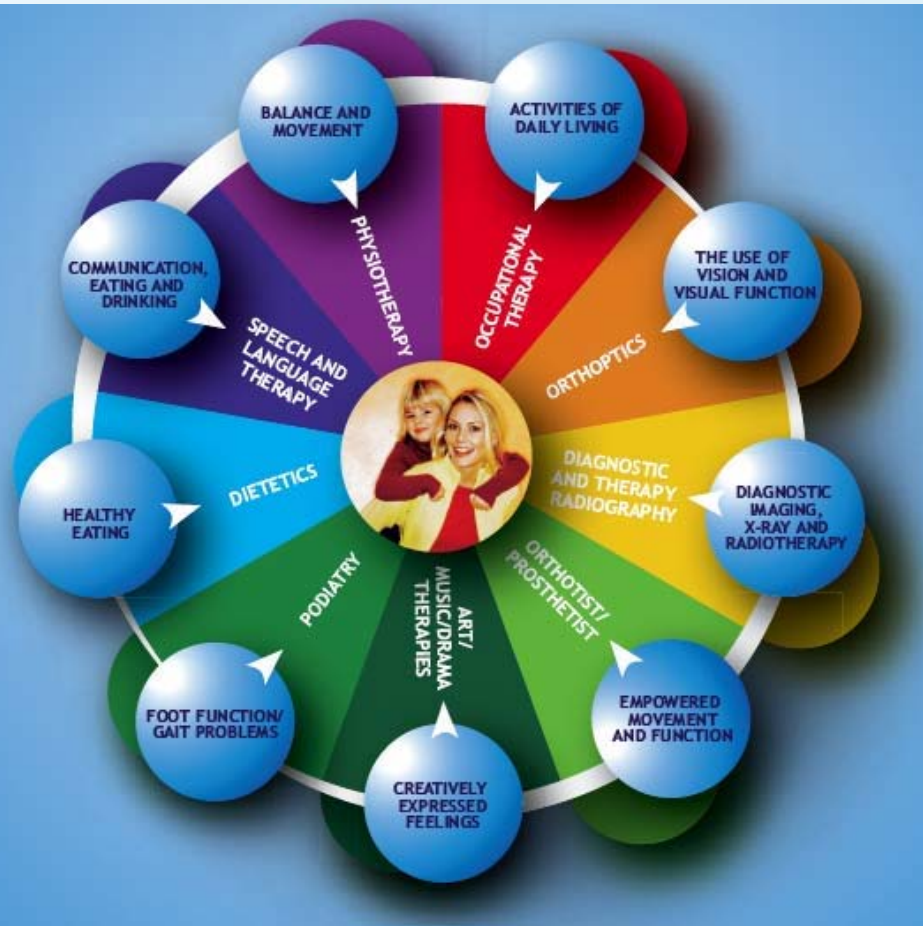 BALANCE AND
MOVEMENT
PHYSIOTHERAPY
ACTIVITIES OF
DAILY LIVING
OCCUPATIONAL
THERAPY
THE USE OF
VISION AND
VISUAL FUNCTION
ORTHOPTICS
DIAGNOSTIC
IMAGING,
X-RAY AND
RADIOTHERAPY
DIAGNOSTIC
AND THERAPY
RADIOGRAPHY
EMPOWERED
MOVEMENT
AND FUNCTION
ORTHOTIST/
PROSTHETIST
CREATIVELY
EXPRESSED
FEELINGS
ART/
MUSIC/DRAMA
THERAPIES
FOOT FUNCTION/
GAIT PROBLEMS
PODIATRY
HEALTHY
EATING
DIETETICS
COMMUNICATION,
EATING AND
DRINKING
SPEECH AND
LANGUAGE
THERAPY